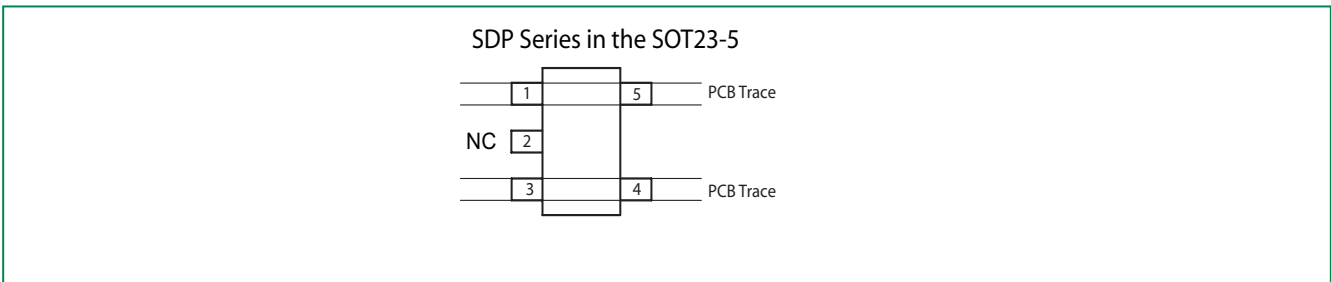 SDP Series in the SOT23-5
1 5 PCB Trace
NC 2
3 4 PCB Trace